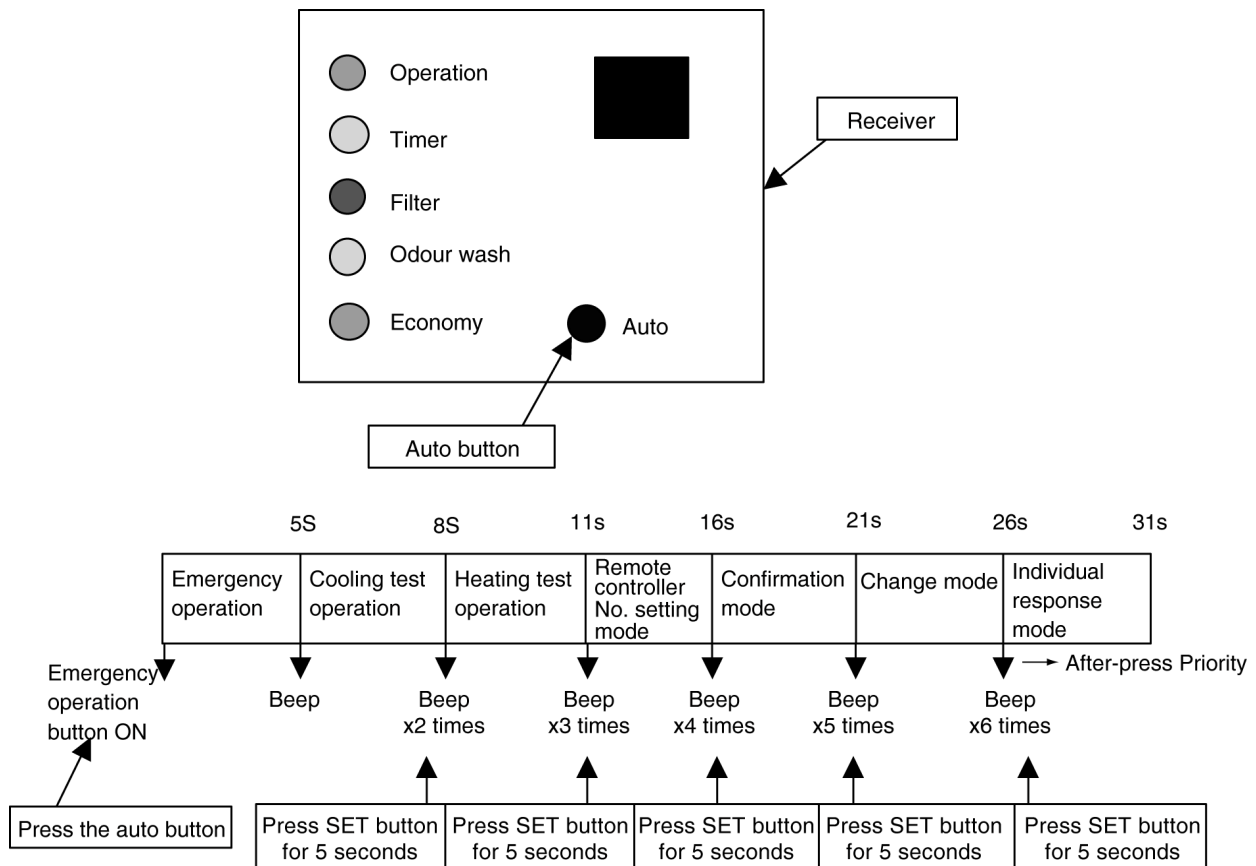 Operation
Timer
Filter
Odour wash
Economy
Auto
Receiver
Auto button
5S 8S 11s 16s 21s 26s 31s
Emergency
operation
Cooling test
operation
Heating test
operation
Remote
controller
No. setting
mode
Confirmation
mode
Change mode
Individual
response
mode
After-press Priority
Emergency
operation
button ON
Beep
Beep
x2 times
Beep
x3 times
Beep
x4 times
Beep
x5 times
Beep
x6 times
Press the auto button
Press SET button
for 5 seconds
Press SET button
for 5 seconds
Press SET button
for 5 seconds
Press SET button
for 5 seconds
Press SET button
for 5 seconds